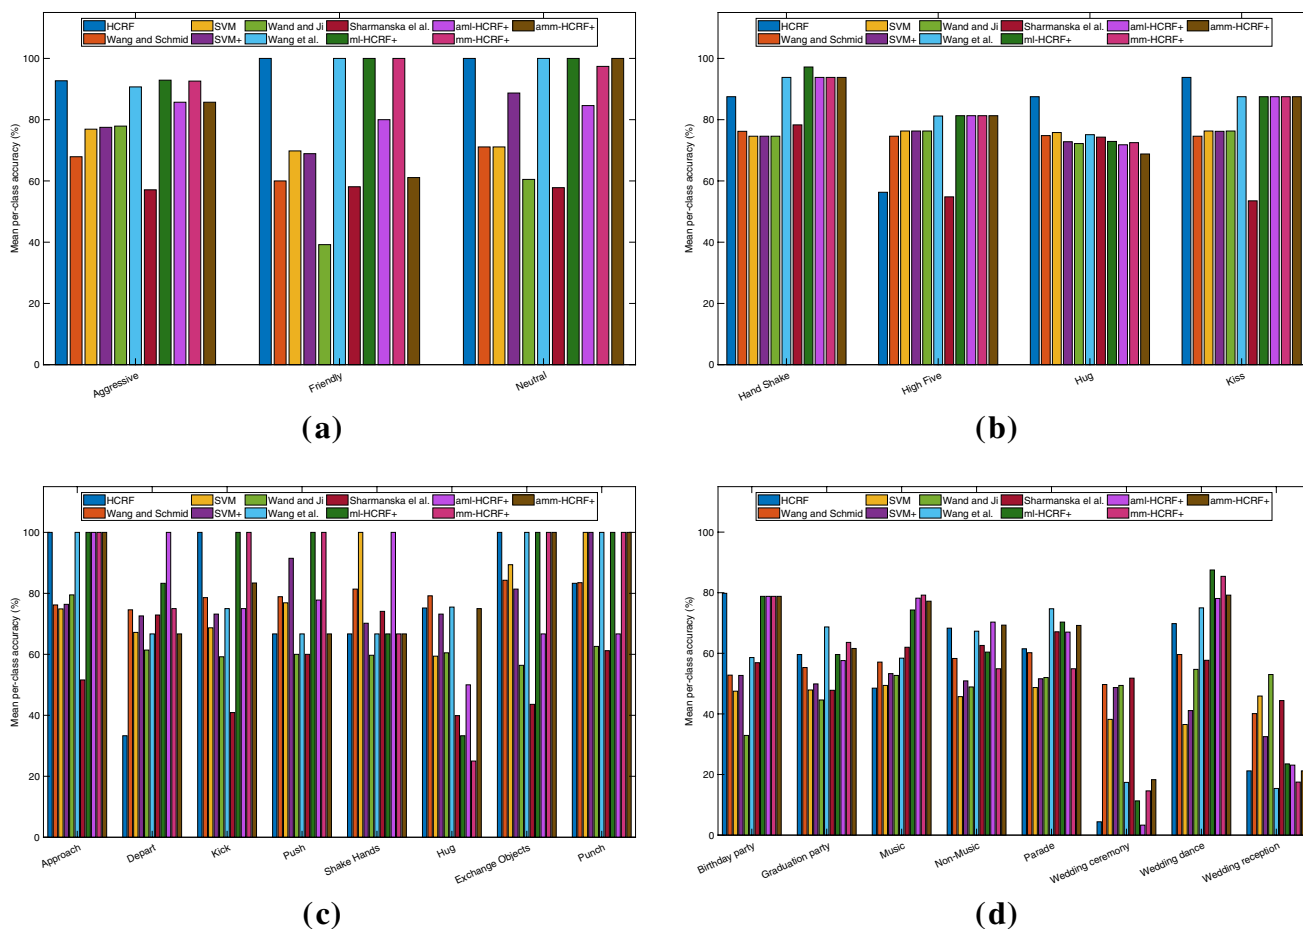 HCRF SVM Wand and Ji Sharmanska et al. aml-HCRF+ amm-HCRF+
Wang and Schmid SVM+ Wang et al. ml-HCRF+ mm-HCRF+
Mean per-class accuracy (%)
100
80
60
40
20
0
Aggressive Friendly Neutral
(a)
HCRF SVM Wand and Ji Sharmanska et al. aml-HCRF+ amm-HCRF+
Wang and Schmid SVM+ Wang et al. ml-HCRF+ mm-HCRF+
Mean per-class accuracy (%)
100
80
60
40
20
0
Hand Shake High Five Hug Kiss
(b)
HCRF SVM Wand and Ji Sharmanska et al. aml-HCRF+ amm-HCRF+
Wang and Schmid SVM+ Wang et al. ml-HCRF+ mm-HCRF+
Mean per-class accuracy (%)
100
80
60
40
20
0
Approach Depart Kick Push Shake Hands Hug Exchange Objects Punch
(c)
HCRF SVM Wand and Ji Sharmanska et al. aml-HCRF+ amm-HCRF+
Wang and Schmid SVM+ Wang et al. ml-HCRF+ mm-HCRF+
Mean per-class accuracy (%)
100
80
60
40
20
0
Birthday party Graduation party Music Non-Music Parade Wedding ceremony Wedding dance Wedding reception
(d)